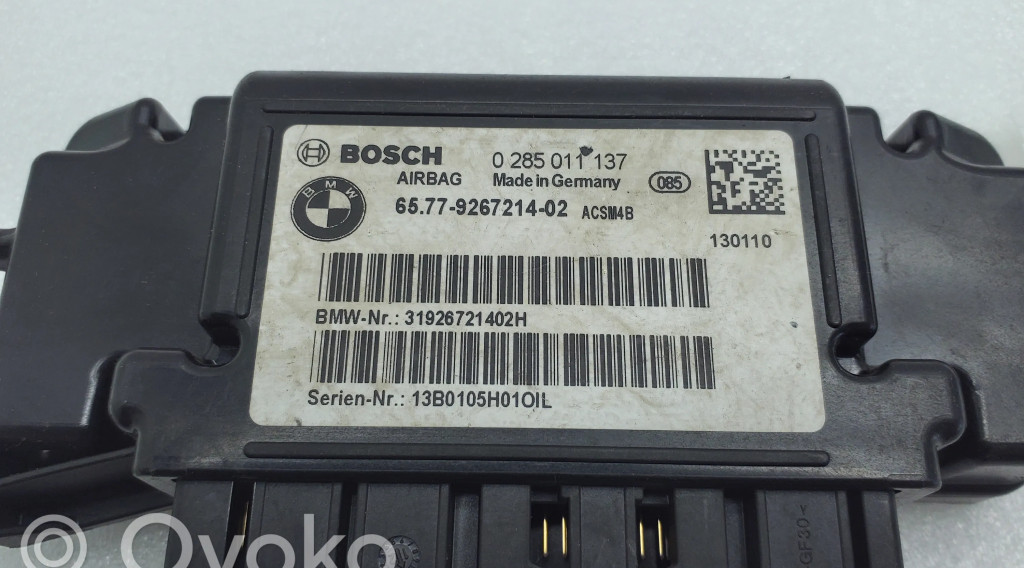 BOSCH 0 285 011 137
AIRBAG Made in Germany 085
BMW
65.77-9267214-02 ACSM4B
130110
BMW-Nr.: 31926721402H
Serien-Nr.: 13B0105H01OIL
GF30<
Ovoko